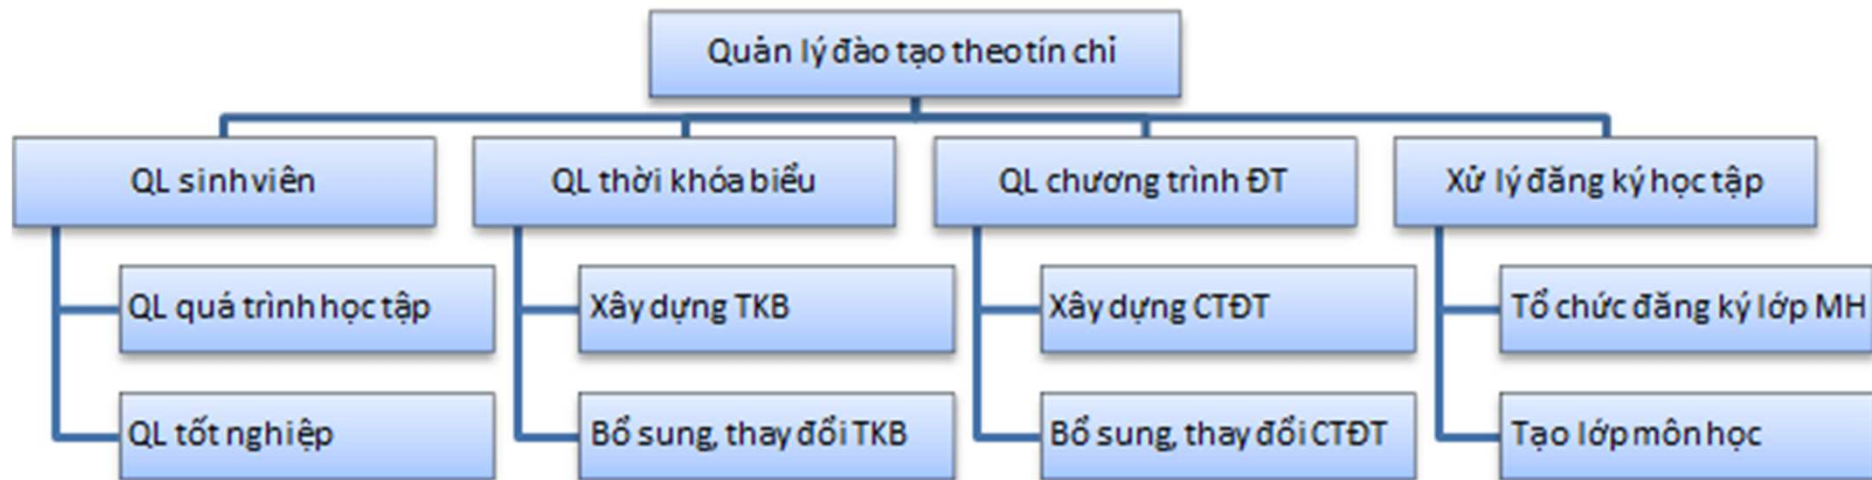 Quản lý đào tạo theo tín chỉ
QL sinh viên
QL thời khóa biểu
QL chương trình ĐT
Xử lý đăng ký học tập
QL quá trình học tập
Xây dựng TKB
Xây dựng CTĐT
Tổ chức đăng ký lớp MH
QL tốt nghiệp
Bổ sung, thay đổi TKB
Bổ sung, thay đổi CTĐT
Tạo lớp môn học